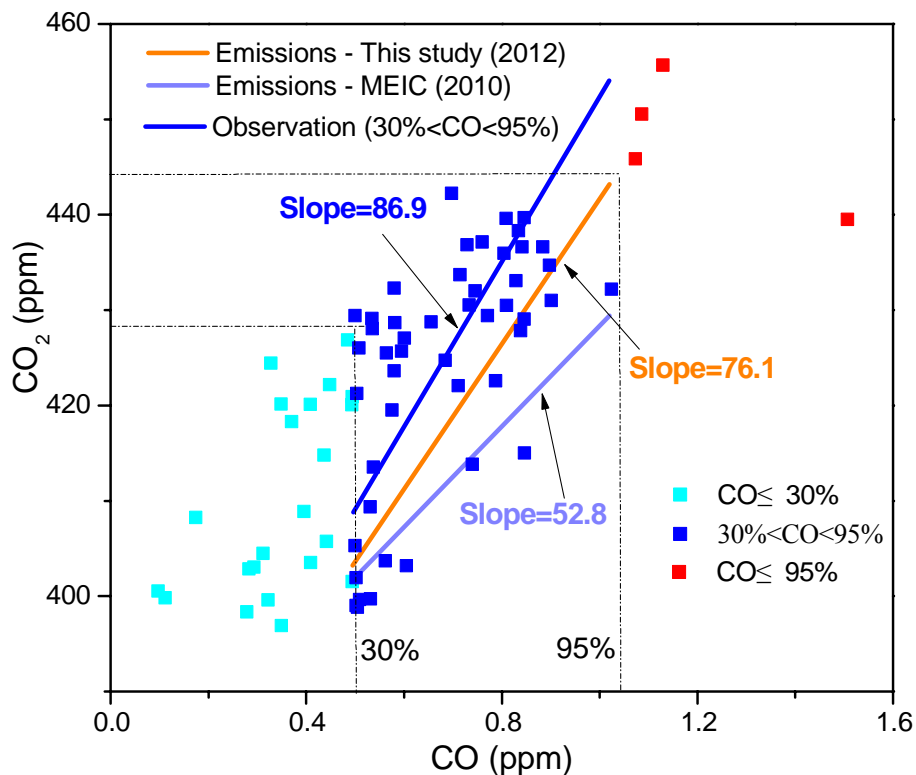 460
440
420
400
CO₂ (ppm)
Emissions - This study (2012)
Emissions - MEIC (2010)
Observation (30%<CO<95%)
Slope=86.9
Slope=76.1
Slope=52.8
CO≤ 30%
30%<CO<95%
CO≤ 95%
30%
95%
0.0 0.4 0.8 1.2 1.6
CO (ppm)